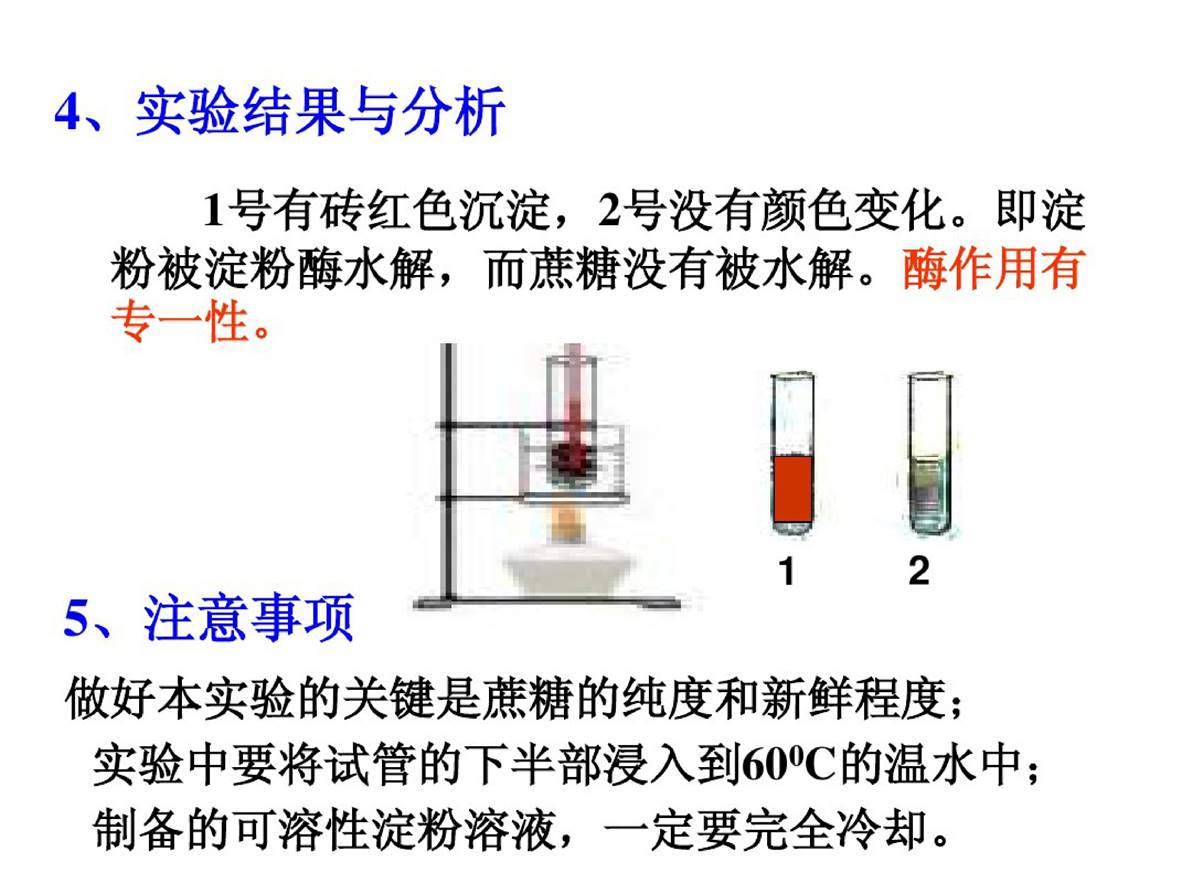 4、实验结果与分析
1号有砖红色沉淀，2号没有颜色变化。即淀
粉被淀粉酶水解，而蔗糖没有被水解。酶作用有
专一性。
1 2
5、注意事项
做好本实验的关键是蔗糖的纯度和新鲜程度；
实验中要将试管的下半部浸入到60⁰C的温水中；
制备的可溶性淀粉溶液，一定要完全冷却。